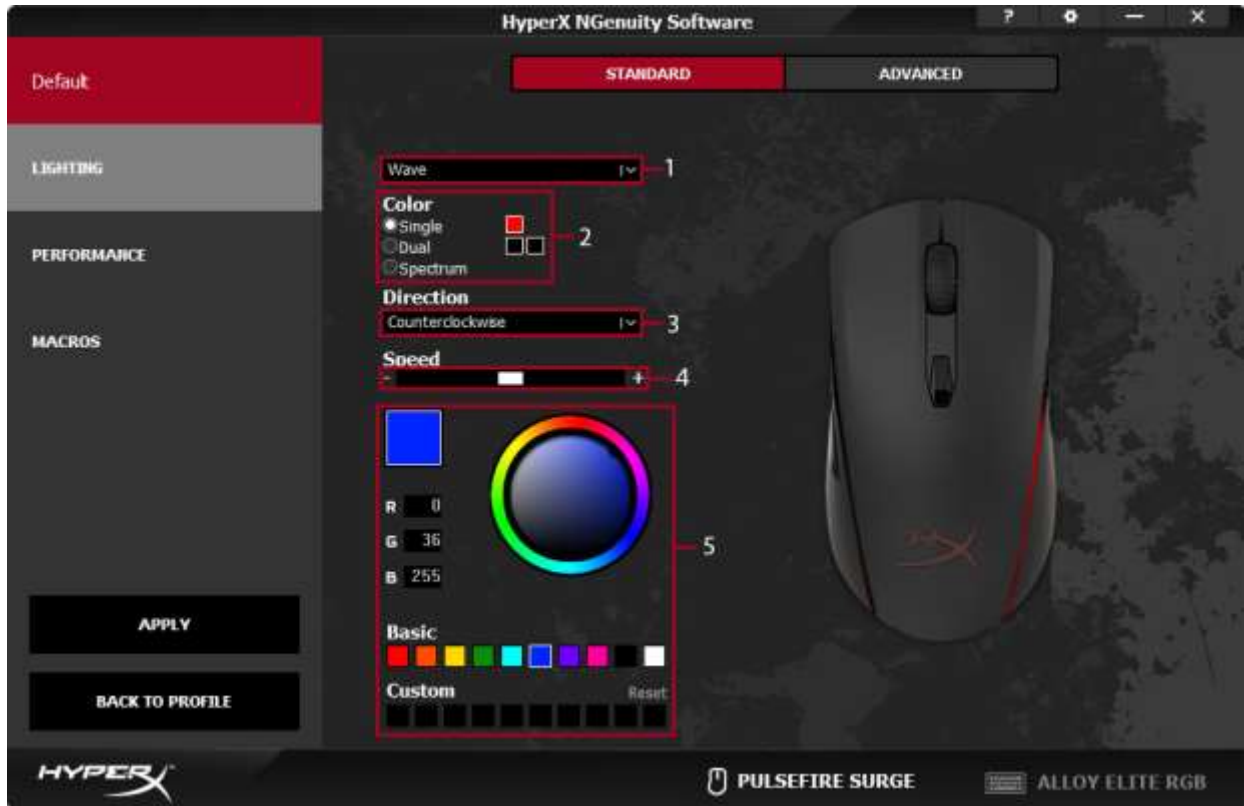 HyperX NGenuity Software
?
Default
STANDARD
ADVANCED
LIGHTING
PERFORMANCE
MACROS
Wave
1
Color
Single
Dual
Spectrum
2
Direction
Counterclockwise
3
Speed
- +
4
R 0
G 36
B 255
5
Basic
Custom
Reset
APPLY
BACK TO PROFILE
HYPERX
PULSEFIRE SURGE
ALLOY ELITE RGB